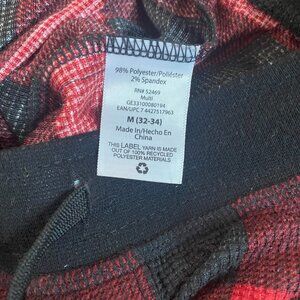 98% Polyester/Poliéster
2% Spandex
RN# 52469
Multi
GE33100080194
EAN/UPC 7 4427517963
M (32-34)
Made In/Hecho En
China
THIS LABEL YARN IS MADE
OUT OF 100% RECYCLED
POLYESTER MATERIALS